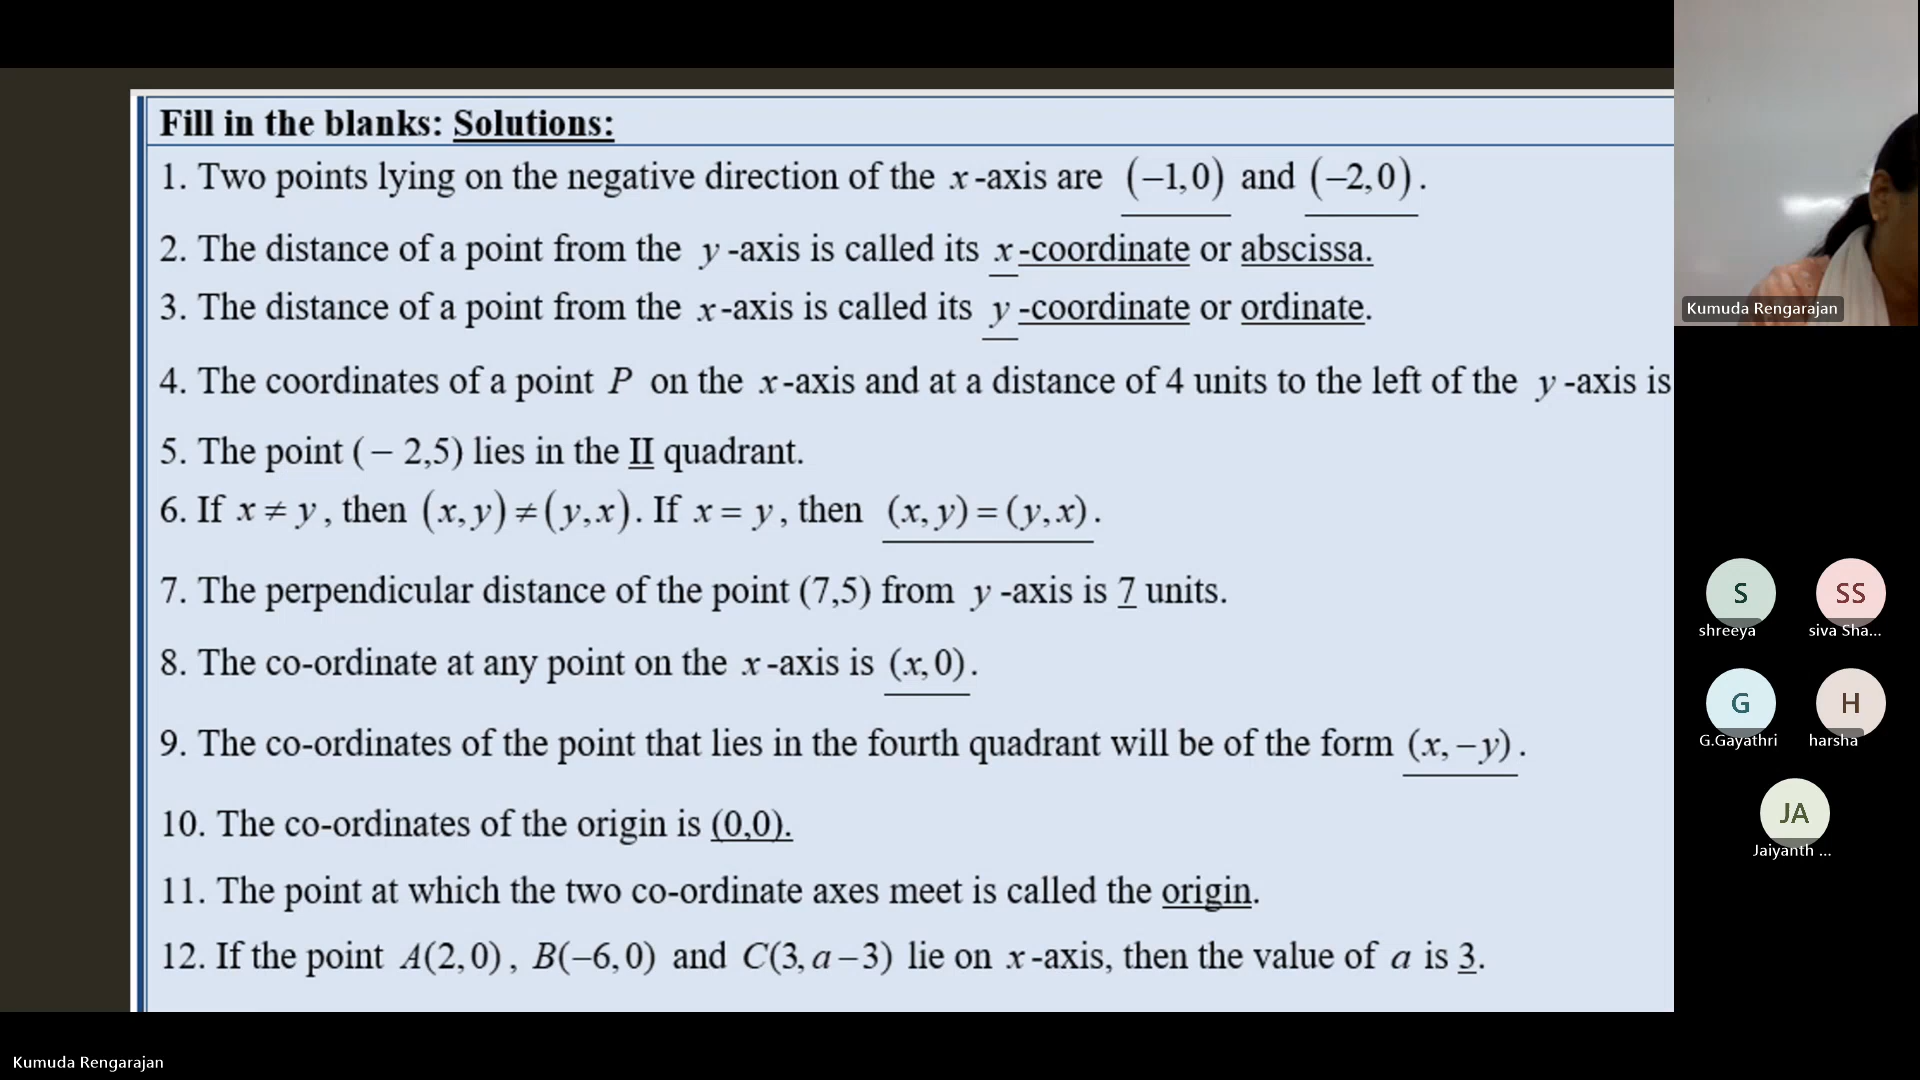 Fill in the blanks: Solutions:
1. Two points lying on the negative direction of the x-axis are (−1,0) and (−2,0).
2. The distance of a point from the y-axis is called its x-coordinate or abscissa.
3. The distance of a point from the x-axis is called its y-coordinate or ordinate.
4. The coordinates of a point P on the x-axis and at a distance of 4 units to the left of the y-axis is
5. The point (− 2,5) lies in the II quadrant.
6. If x ≠ y, then (x, y) ≠ (y, x). If x = y, then (x, y) = (y, x).
7. The perpendicular distance of the point (7,5) from y-axis is 7 units.
8. The co-ordinate at any point on the x-axis is (x, 0).
9. The co-ordinates of the point that lies in the fourth quadrant will be of the form (x, −y).
10. The co-ordinates of the origin is (0,0).
11. The point at which the two co-ordinate axes meet is called the origin.
12. If the point A(2,0), B(−6,0) and C(3, a−3) lie on x-axis, then the value of a is 3.
Kumuda Rengarajan
S
SS
shreeya
siva Sha...
G
H
G.Gayathri
harsha
JA
Jaiyanth ...
Kumuda Rengarajan